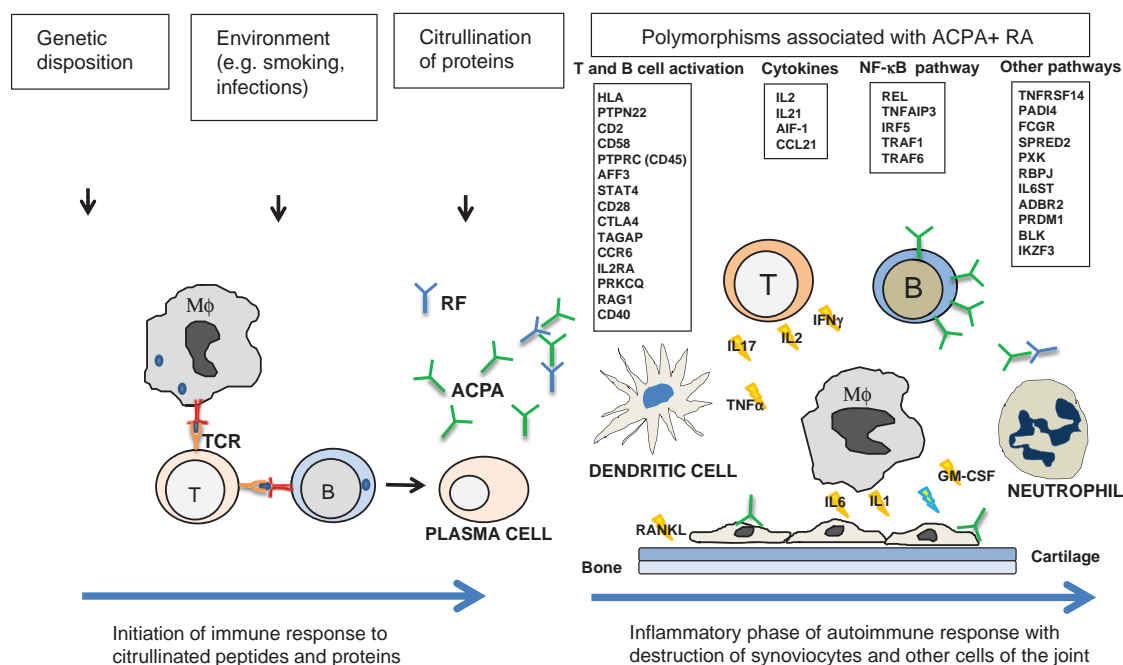 Genetic
disposition
Environment
(e.g. smoking,
infections)
Citrullination
of proteins
Polymorphisms associated with ACPA+ RA
T and B cell activation
HLA
PTPN22
CD2
CD58
PTPRC (CD45)
AFF3
STAT4
CD28
CTLA4
TAGAP
CCR6
IL2RA
PRKCQ
RAG1
CD40
Cytokines
IL2
IL21
AIF-1
CCL21
NF-κB pathway
REL
TNFAIP3
IRF5
TRAF1
TRAF6
Other pathways
TNFRSF14
PADI4
FCGR
SPRED2
PXK
RBPJ
IL6ST
ADBR2
PRDM1
BLK
IKZF3
Mϕ
TCR
T
B
RF
ACPA
PLASMA CELL
T
B
IL17
IL2
IFNγ
TNFα
DENDRITIC CELL
Mϕ
NEUTROPHIL
GM-CSF
IL6
IL1
RANKL
Bone
Cartilage
Initiation of immune response to
citrullinated peptides and proteins
Inflammatory phase of autoimmune response with
destruction of synoviocytes and other cells of the joint